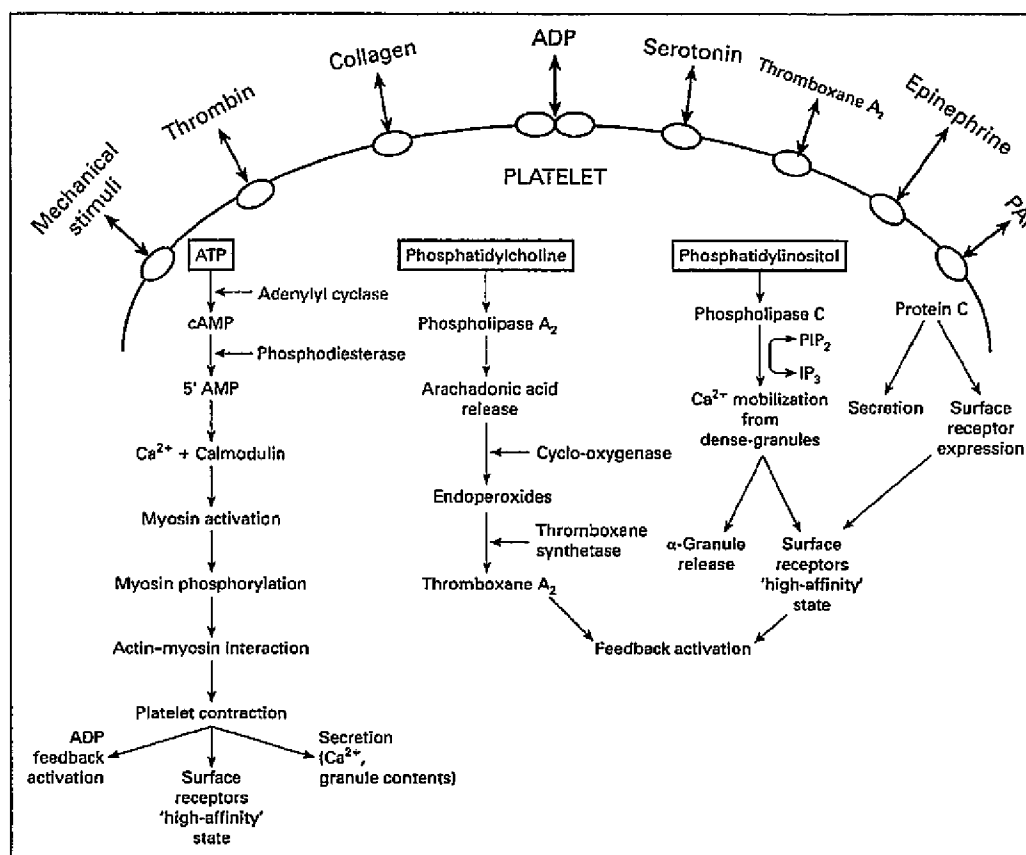 Mechanical
stimuli
Thrombin
Collagen
ADP
Serotonin
Thromboxane A₂
Epinephrine
PLATELET
ATP
Adenylyl cyclase
cAMP
Phosphodiesterase
5' AMP
Ca²⁺ + Calmodulin
Myosin activation
Myosin phosphorylation
Actin–myosin interaction
Platelet contraction
ADP
feedback
activation
Surface
receptors
'high-affinity'
state
Secretion
(Ca²⁺,
granule contents)
Phosphatidylcholine
Phospholipase A₂
Arachadonic acid
release
Cyclo-oxygenase
Endoperoxides
Thromboxane
synthetase
Thromboxane A₂
Phosphatidylinositol
Phospholipase C
PIP₂
IP₃
Ca²⁺ mobilization
from
dense-granules
α-Granule
release
Surface
receptors
'high-affinity'
state
Feedback activation
Protein C
Secretion
Surface
receptor
expression